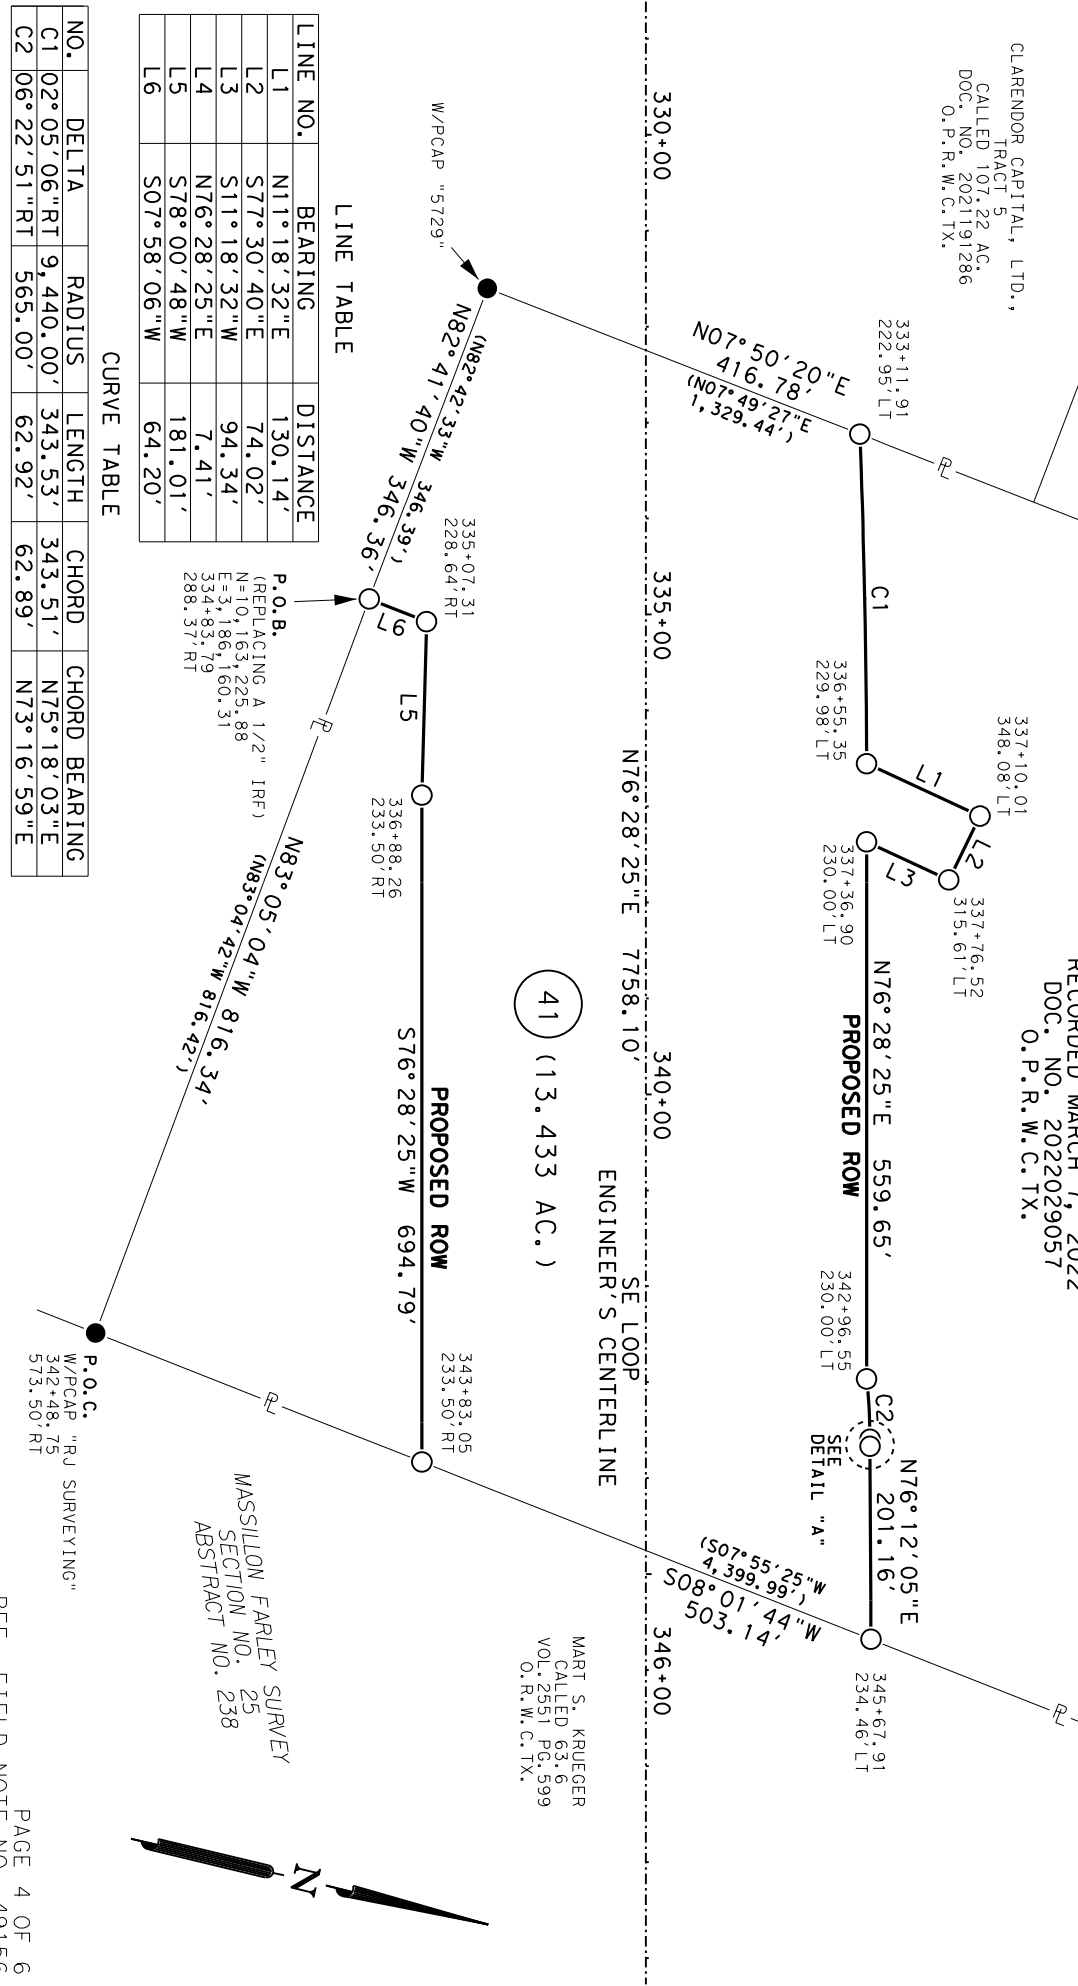 CLARENDOR CAPITAL, LTD.,
TRACT 5
CALLED 107.22 AC.
DOC. NO. 2021191286
O.P.R.W.C.TX.
RECORDED MARCH 7, 2022
DOC. NO. 2022029057
O.P.R.W.C.TX.
337+10.01
348.08'LT
337+76.52
315.61'LT
L1
L2
L3
333+11.91
222.95'LT
C1
336+55.35
229.98'LT
337+36.90
230.00'LT
N76°28'25"E 559.65'
PROPOSED ROW
342+96.55
230.00'LT
C2
SEE
DETAIL "A"
N76°12'05"E
201.16'
345+67.91
234.46'LT
PL
PL
N07°50'20"E
416.78'
(N07°49'27"E
1,329.44')
(S07°55'25"W
4,399.99')
S08°01'44"W
503.14'
330+00
335+00
340+00
346+00
N76°28'25"E 7758.10'
SE LOOP
ENGINEER'S CENTERLINE
41 (13.433 AC.)
MART S. KRUEGER
CALLED 63.6
VOL.2551 PG.599
O.R.W.C.TX.
W/PCAP "5729"
(N82°42'33"W 346.39')
N82°41'40"W 346.36'
335+07.31
228.64'RT
L6
L5
336+88.26
233.50'RT
PROPOSED ROW
S76°28'25"W 694.79'
343+83.05
233.50'RT
P.O.B.
(REPLACING A 1/2" IRF)
N=10,163,225.88
E=3,186,160.31
334+83.79
288.37'RT
PL
N83°05'04"W 816.34'
(N83°04'42"W 816.42')
PL
P.O.C.
W/PCAP "RJ SURVEYING"
342+48.75
573.50'RT
MASSILLON FARLEY SURVEY
SECTION NO. 25
ABSTRACT NO. 238
N
LINE TABLE
LINE NO. BEARING DISTANCE
L1 N11°18'32"E 130.14'
L2 S77°30'40"E 74.02'
L3 S11°18'32"W 94.34'
L4 N76°28'25"E 7.41'
L5 S78°00'48"W 181.01'
L6 S07°58'06"W 64.20'
CURVE TABLE
NO. DELTA RADIUS LENGTH CHORD CHORD BEARING
C1 02°05'06"RT 9,440.00' 343.53' 343.51' N75°18'03"E
C2 06°22'51"RT 565.00' 62.92' 62.89' N73°16'59"E
PAGE 4 OF 6
REF. FIELD NOTE NO.